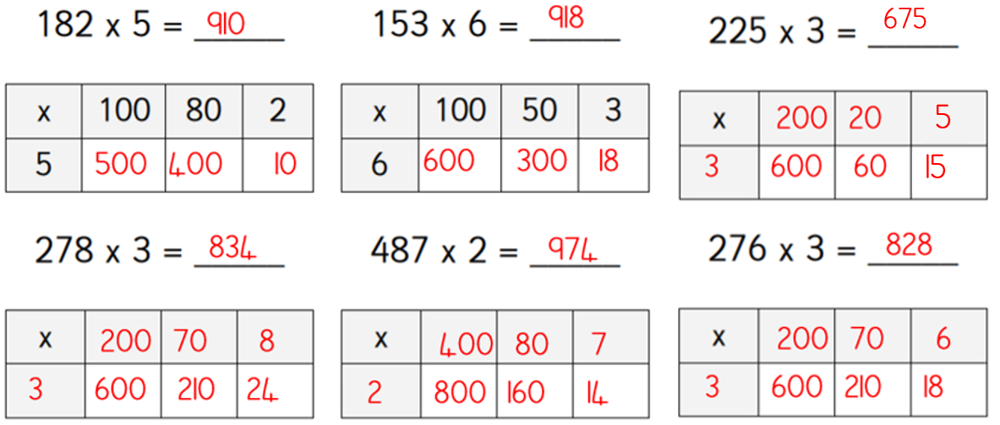 182 x 5 = 910
153 x 6 = 918
225 x 3 = 675
x 100 80 2
5 500 400 10
x 100 50 3
6 600 300 18
x 200 20 5
3 600 60 15
278 x 3 = 834
487 x 2 = 974
276 x 3 = 828
x 200 70 8
3 600 210 24
x 400 80 7
2 800 160 14
x 200 70 6
3 600 210 18